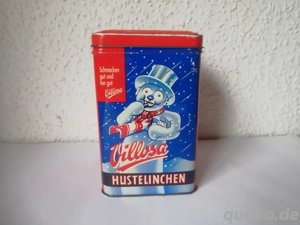 Schmecken
gut und
tun gut
Villosa
Villosa
HUSTELINCHEN
quoka.de